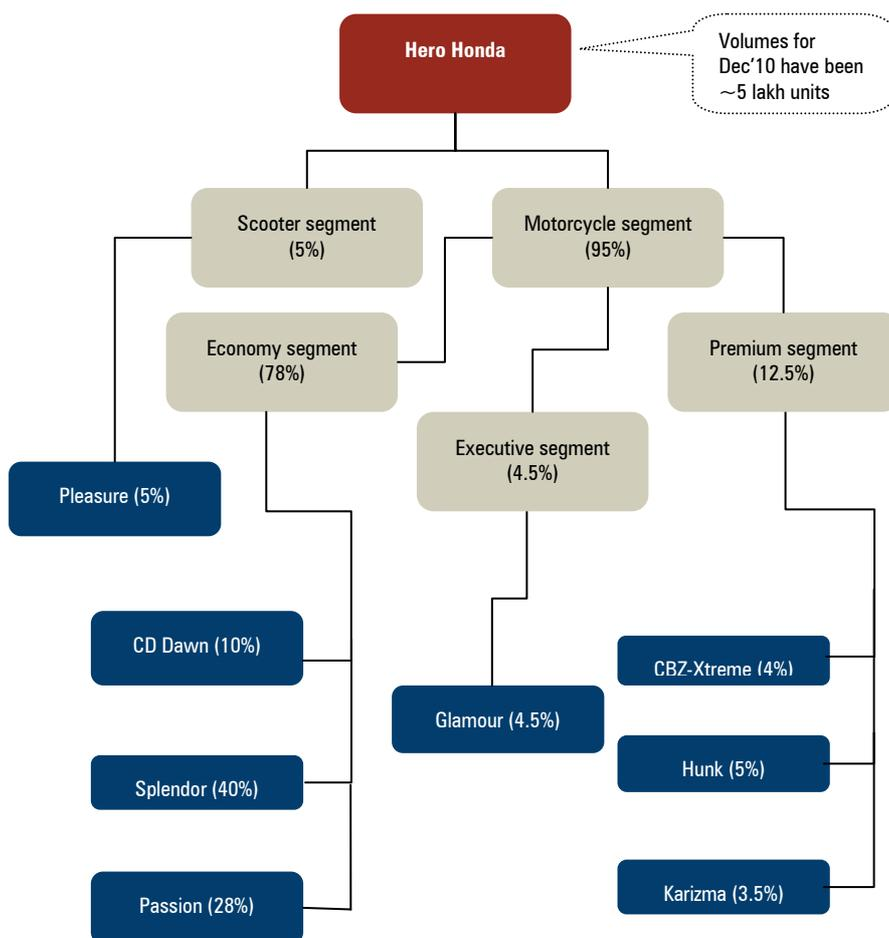 Hero Honda
Volumes for
Dec'10 have been
~5 lakh units
Scooter segment
(5%)
Motorcycle segment
(95%)
Economy segment
(78%)
Premium segment
(12.5%)
Executive segment
(4.5%)
Pleasure (5%)
CD Dawn (10%)
CBZ-Xtreme (4%)
Glamour (4.5%)
Splendor (40%)
Hunk (5%)
Passion (28%)
Karizma (3.5%)